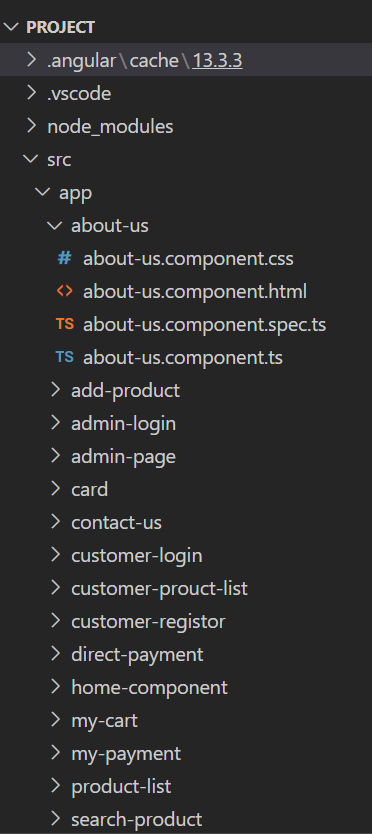 PROJECT
.angular\cache\13.3.3
.vscode
node_modules
src
app
about-us
# about-us.component.css
<> about-us.component.html
TS about-us.component.spec.ts
TS about-us.component.ts
add-product
admin-login
admin-page
card
contact-us
customer-login
customer-prouct-list
customer-registor
direct-payment
home-component
my-cart
my-payment
product-list
search-product